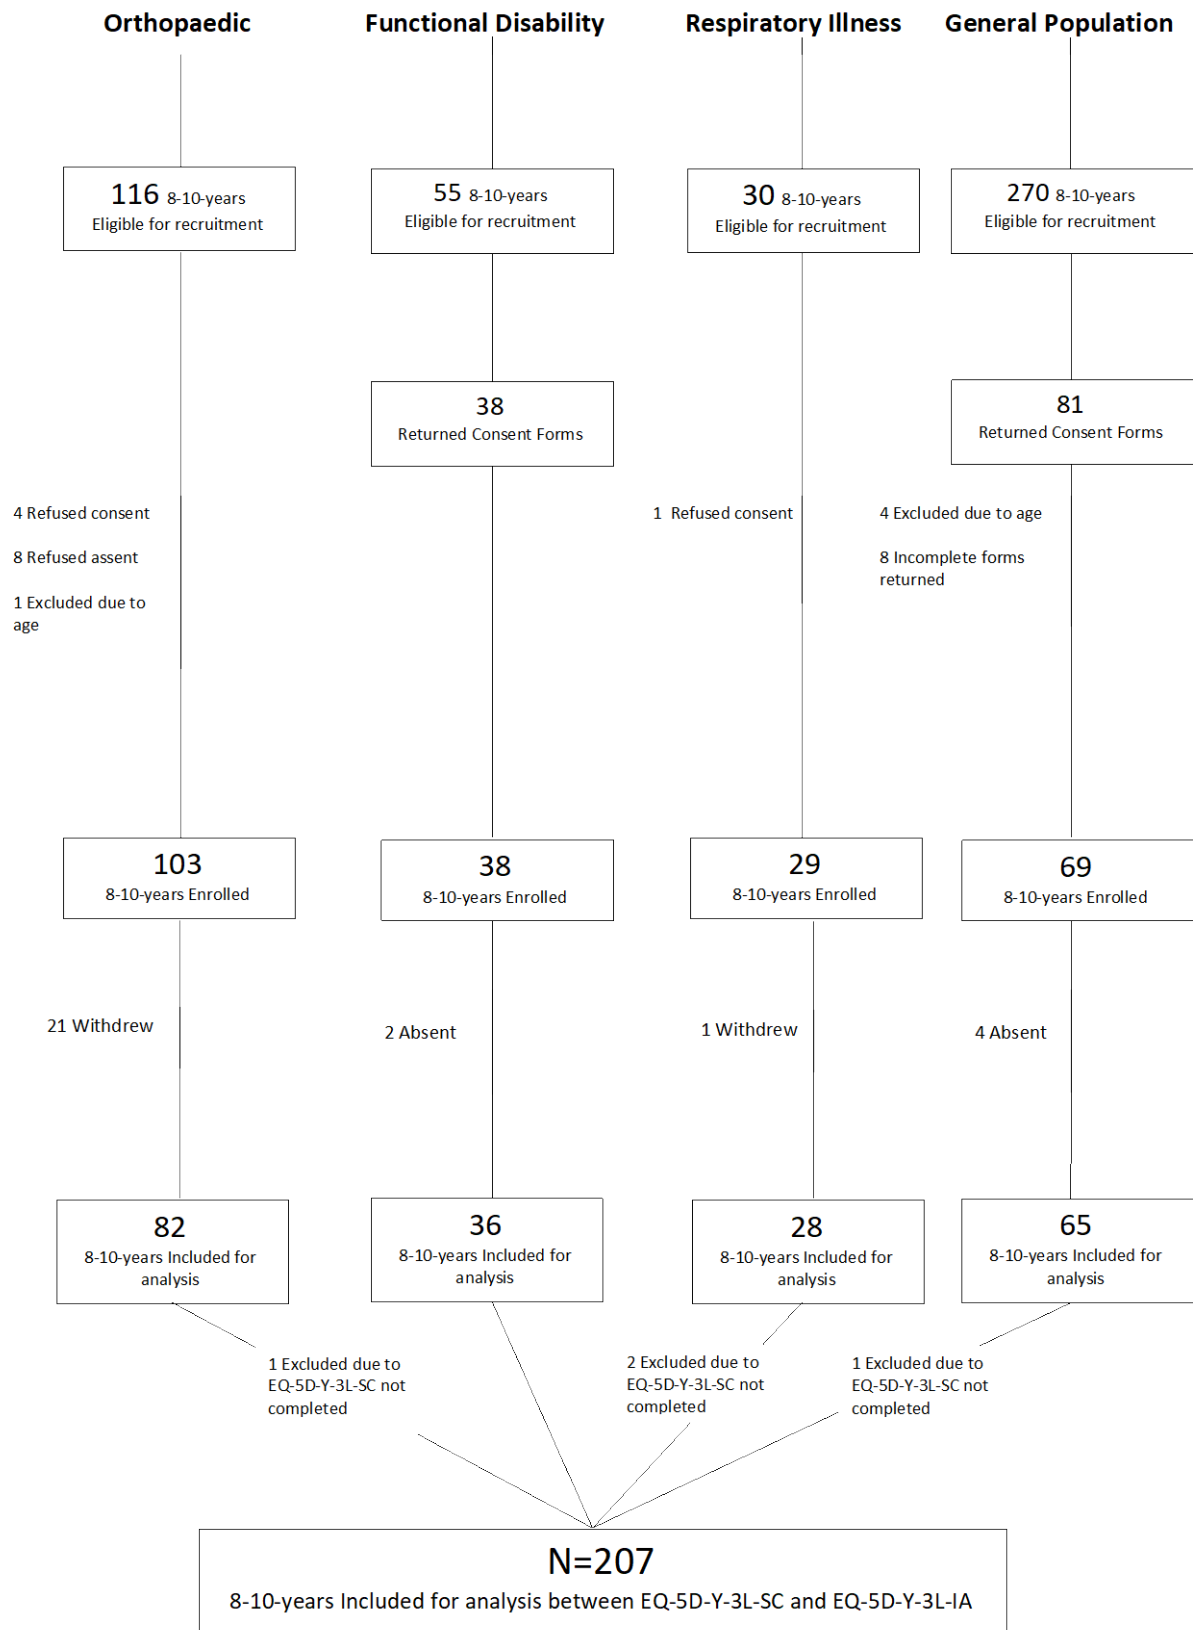 Orthopaedic
Functional Disability
Respiratory Illness
General Population
116 8-10-years
Eligible for recruitment
55 8-10-years
Eligible for recruitment
30 8-10-years
Eligible for recruitment
270 8-10-years
Eligible for recruitment
38
Returned Consent Forms
81
Returned Consent Forms
4 Refused consent
8 Refused assent
1 Excluded due to
age
1 Refused consent
4 Excluded due to age
8 Incomplete forms
returned
103
8-10-years Enrolled
38
8-10-years Enrolled
29
8-10-years Enrolled
69
8-10-years Enrolled
21 Withdrew
2 Absent
1 Withdrew
4 Absent
82
8-10-years Included for
analysis
36
8-10-years Included for
analysis
28
8-10-years Included for
analysis
65
8-10-years Included for
analysis
1 Excluded due to
EQ-5D-Y-3L-SC not
completed
2 Excluded due to
EQ-5D-Y-3L-SC not
completed
1 Excluded due to
EQ-5D-Y-3L-SC not
completed
N=207
8-10-years Included for analysis between EQ-5D-Y-3L-SC and EQ-5D-Y-3L-IA